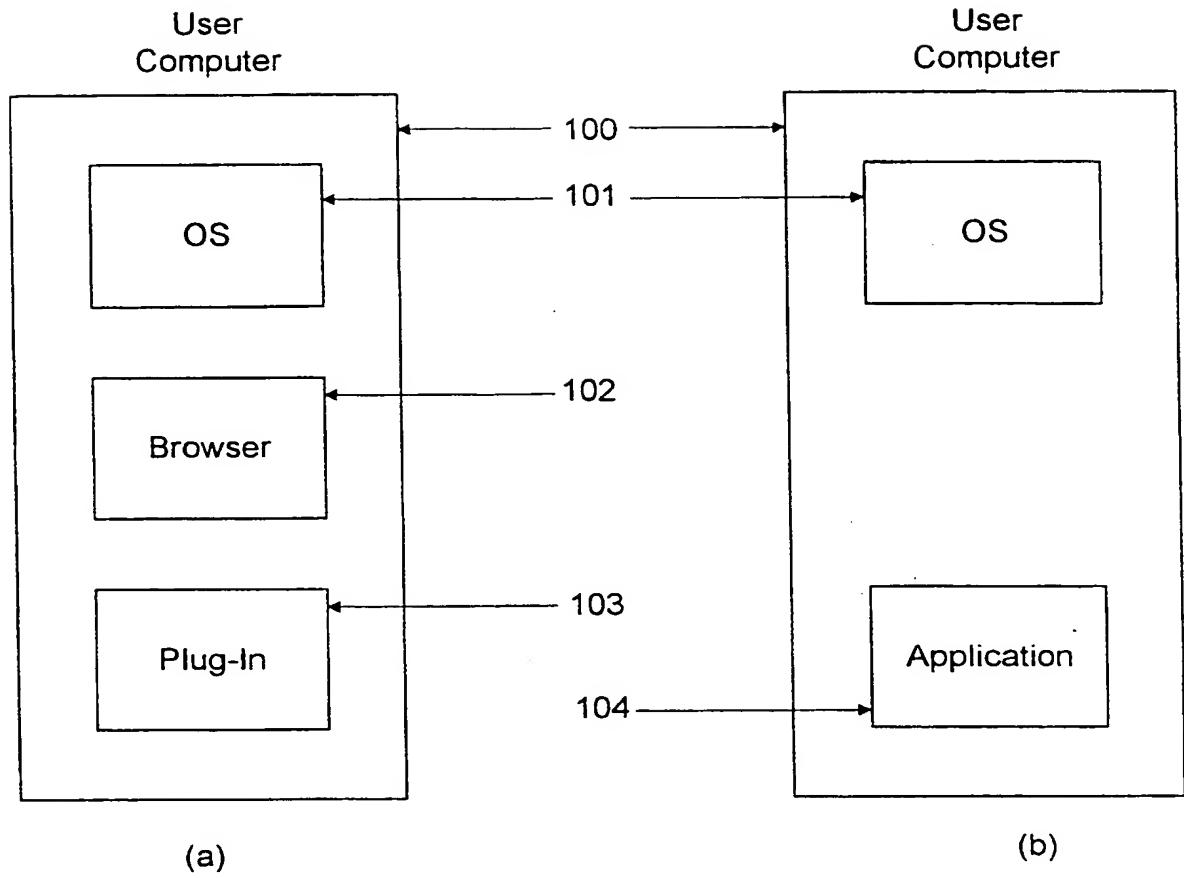 User
Computer
User
Computer
100
101
OS
OS
102
Browser
103
Plug-In
Application
104
(a)
(b)